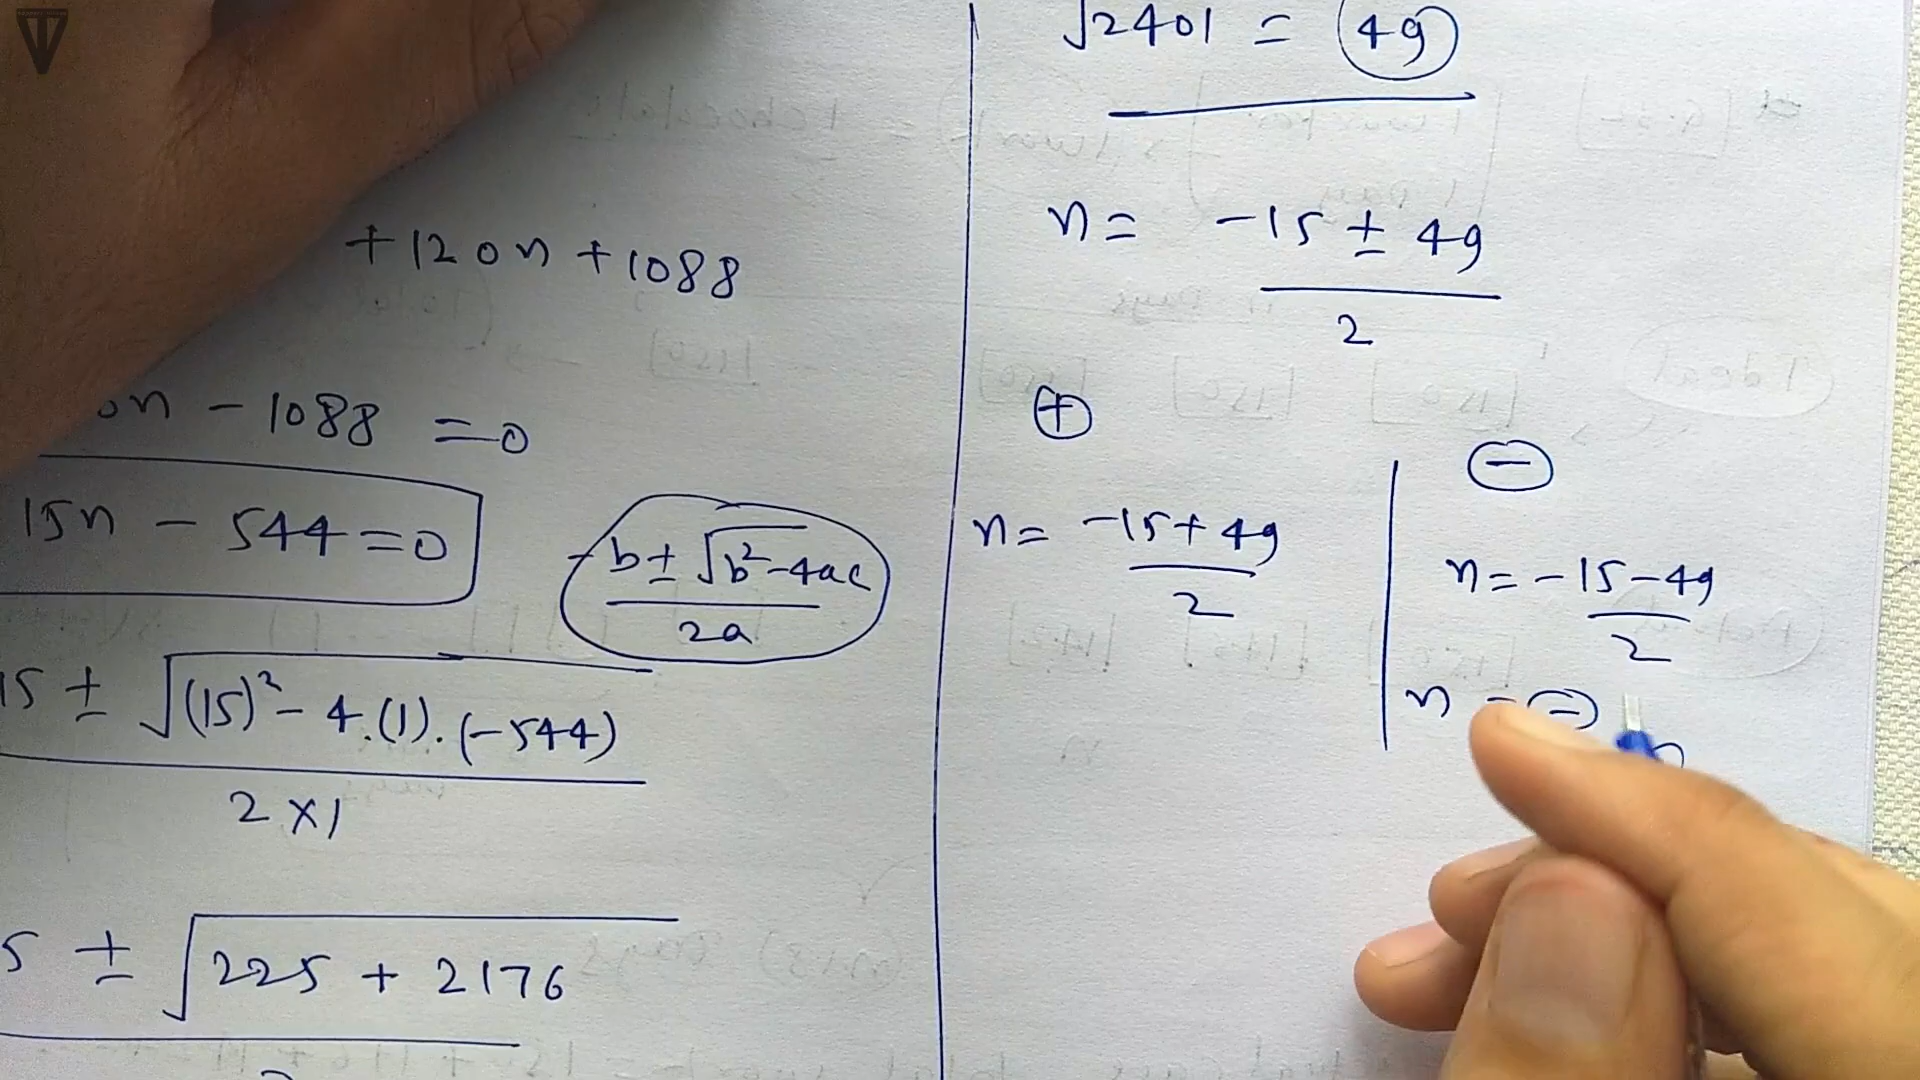 +120n + 1088
0n - 1088 = 0
15n - 544 = 0
-b ± √b² - 4ac
2a
15 ± √(15)² - 4.(1).(-544)
2 × 1
5 ± √225 + 2176
√2401 = 49
n = -15 ± 49
2
+
n = -15 + 49
2
-
n = -15 - 49
2
n = -